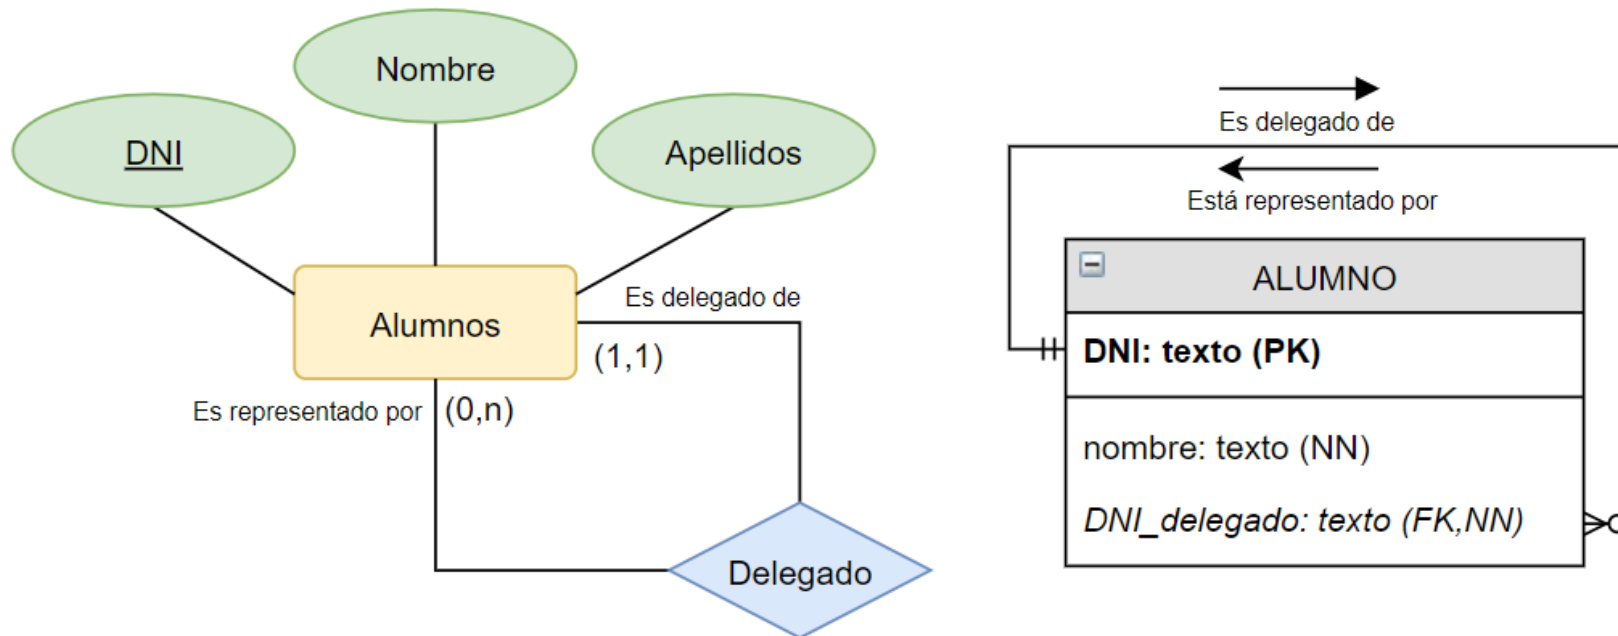 Nombre
DNI
Apellidos
Alumnos
Es delegado de
(1,1)
Es representado por
(0,n)
Delegado
Es delegado de
Está representado por
ALUMNO
DNI: texto (PK)
nombre: texto (NN)
DNI_delegado: texto (FK,NN)